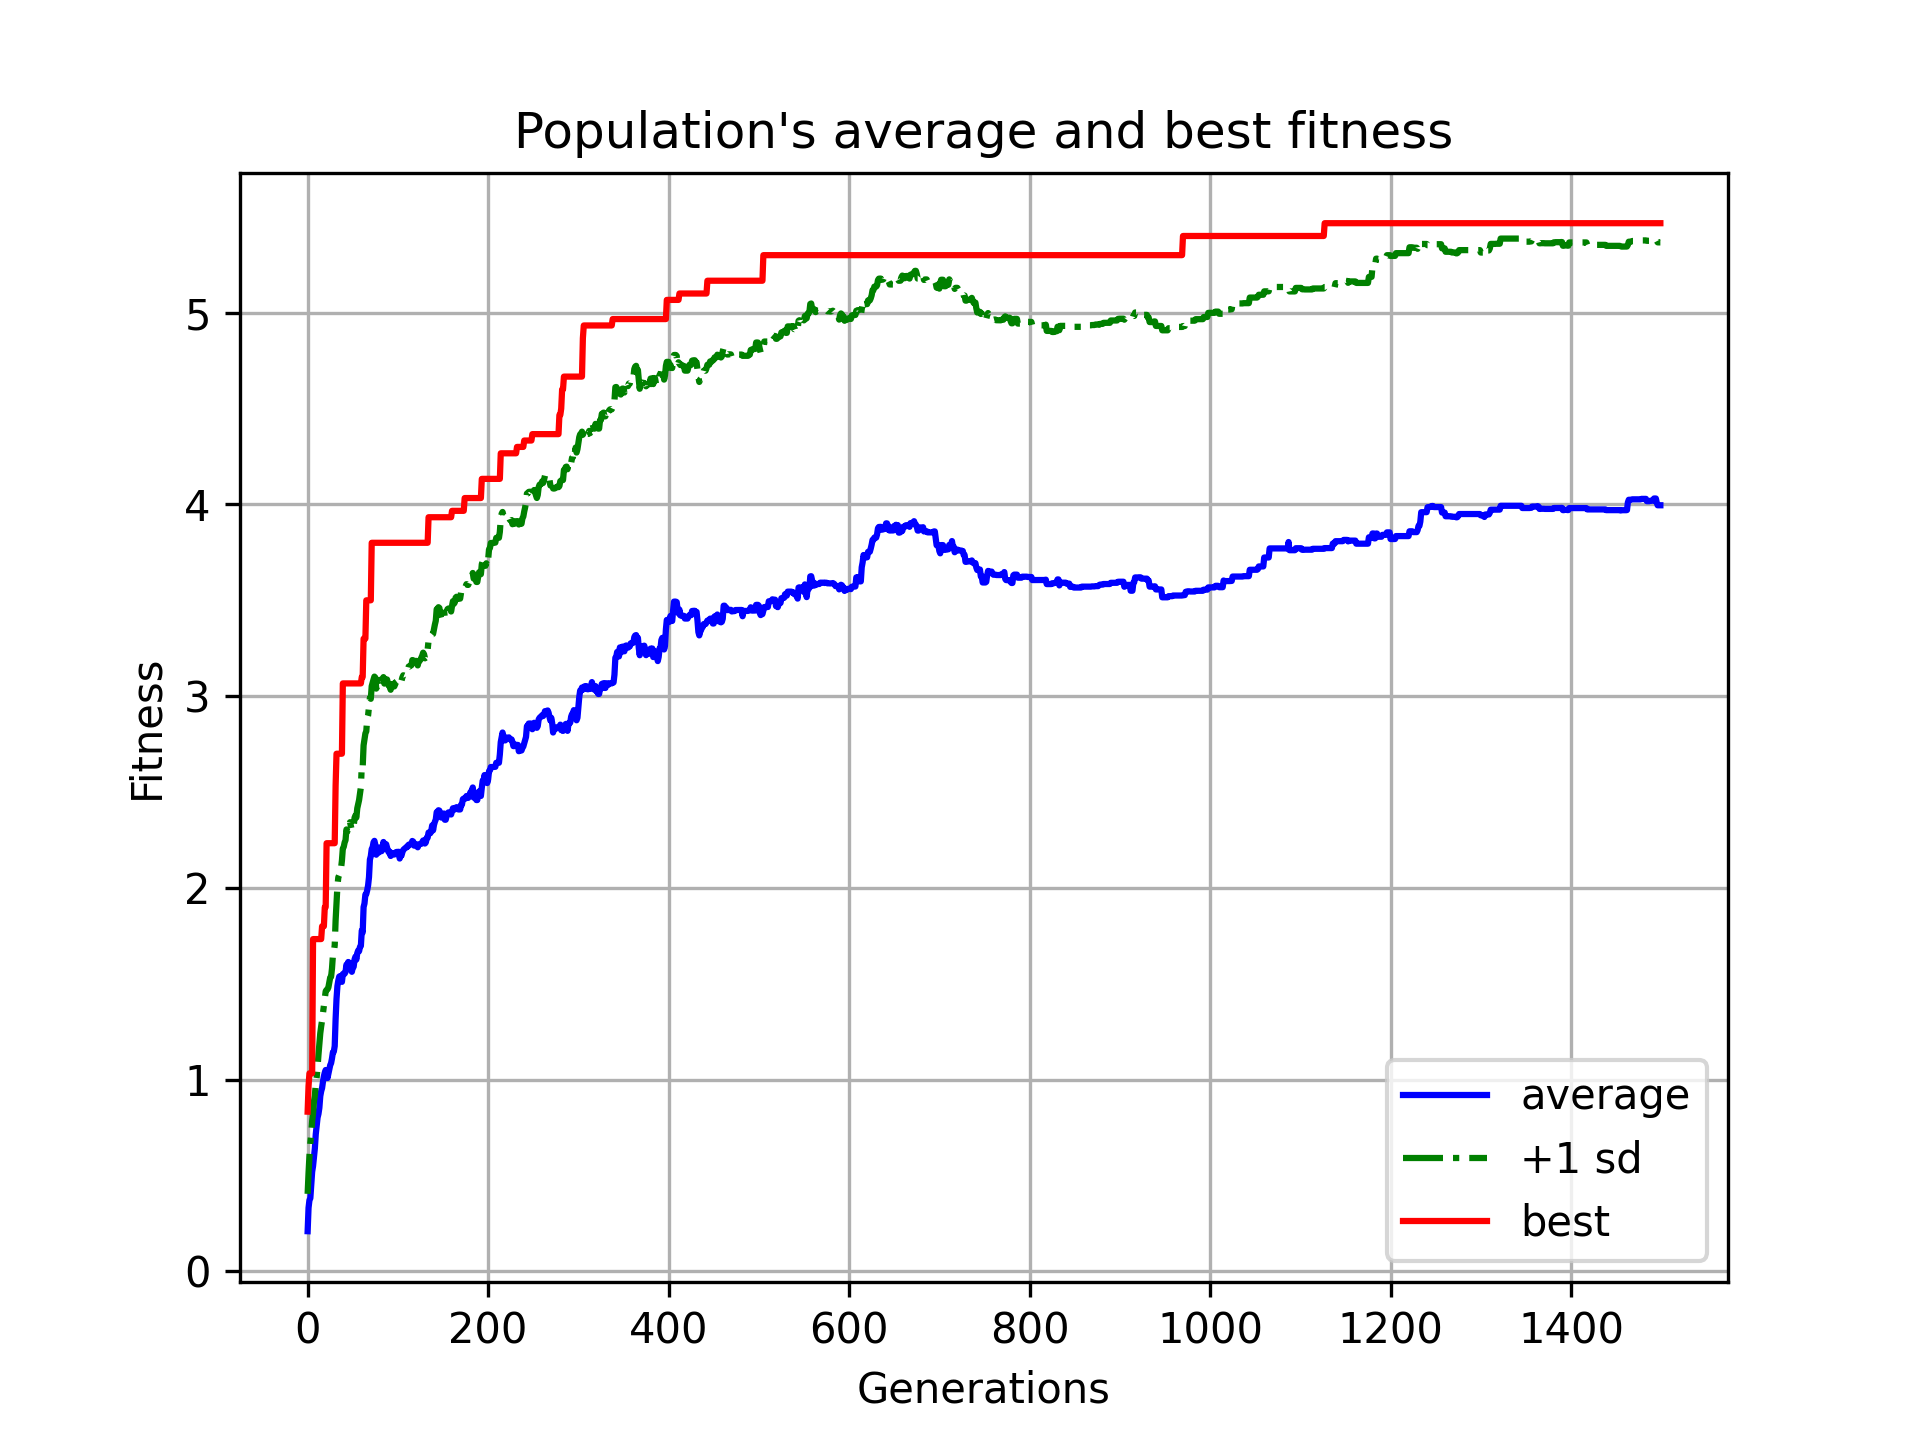 Population's average and best fitness
Fitness
5
4
3
2
1
0
0 200 400 600 800 1000 1200 1400
Generations
average
+1 sd
best